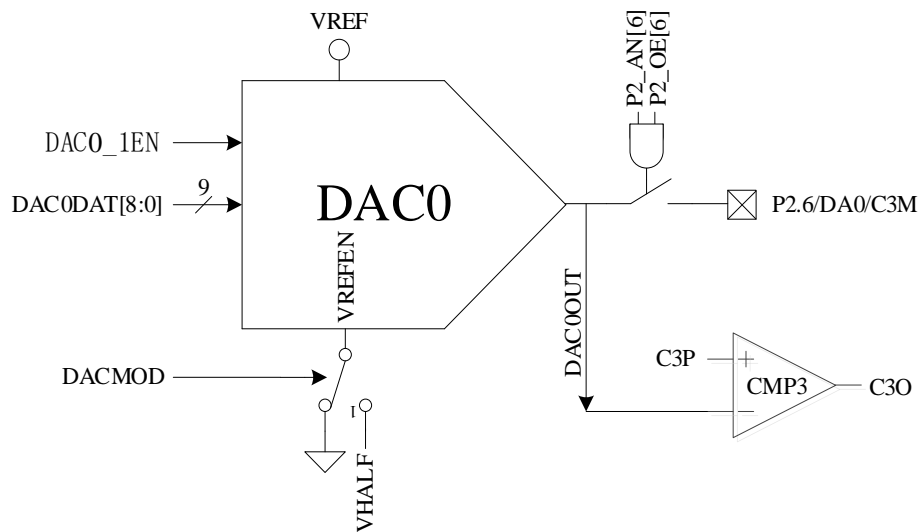 VREF
P2_AN[6]
P2_OE[6]
DAC0_1EN
9
DAC0DAT[8:0]
DAC0
P2.6/DA0/C3M
VREFEN
DAC0OUT
C3P
+
CMP3
C3O
DACMOD
1
VHALF